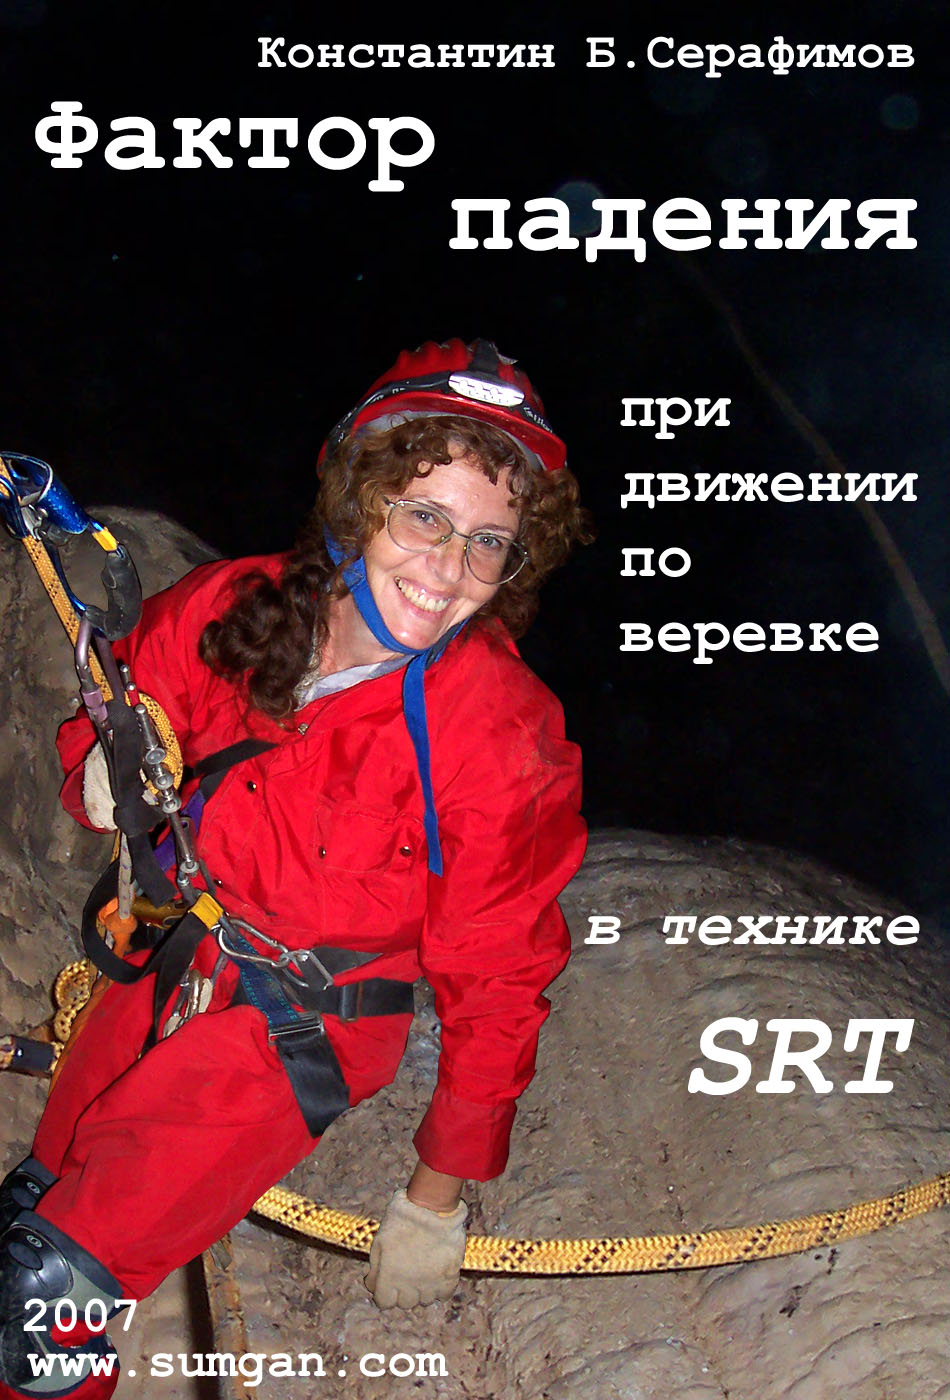 Константин Б.Серафимов
Фактор
падения
при
движении
по
веревке
в технике
SRT
2007
www.sumgan.com